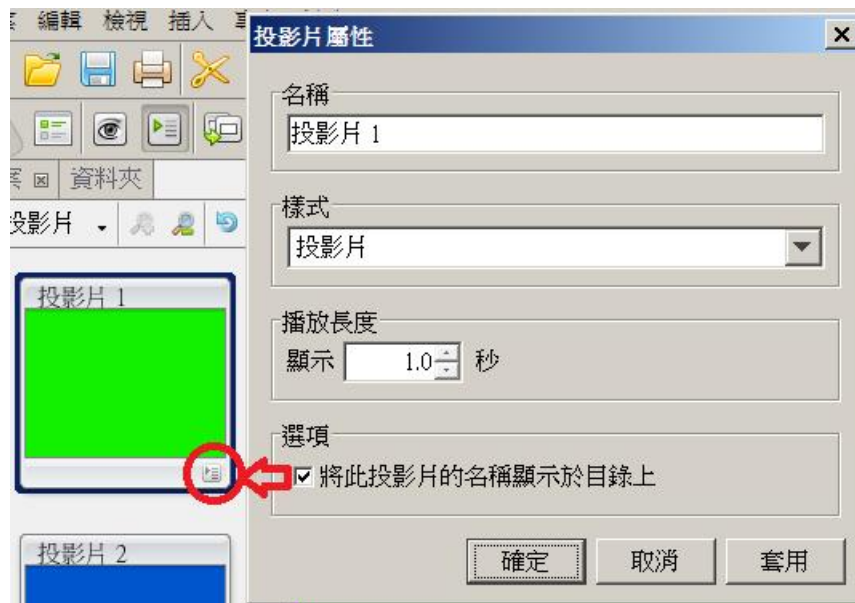 編輯 檢視 插入
投影片屬性
名稱
投影片 1
樣式
投影片
播放長度
顯示 1.0 秒
選項
將此投影片的名稱顯示於目錄上
確定 取消 套用
資料夾
投影片
投影片 1
投影片 2